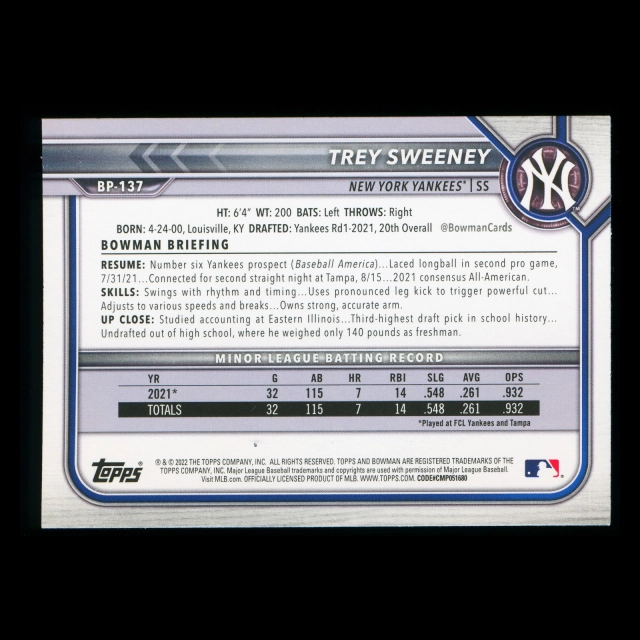 TREY SWEENEY
BP-137
NEW YORK YANKEES® | SS
NY
HT: 6'4" WT: 200 BATS: Left THROWS: Right
BORN: 4-24-00, Louisville, KY DRAFTED: Yankees Rd1-2021, 20th Overall @BowmanCards
BOWMAN BRIEFING
RESUME: Number six Yankees prospect (Baseball America)...Laced longball in second pro game,
7/31/21...Connected for second straight night at Tampa, 8/15...2021 consensus All-American.
SKILLS: Swings with rhythm and timing...Uses pronounced leg kick to trigger powerful cut...
Adjusts to various speeds and breaks...Owns strong, accurate arm.
UP CLOSE: Studied accounting at Eastern Illinois...Third-highest draft pick in school history...
Undrafted out of high school, where he weighed only 140 pounds as freshman.
MINOR LEAGUE BATTING RECORD
YR G AB HR RBI SLG AVG OPS
2021* 32 115 7 14 .548 .261 .932
TOTALS 32 115 7 14 .548 .261 .932
*Played at FCL Yankees and Tampa
TOPPS®
® & © 2022 THE TOPPS COMPANY, INC. ALL RIGHTS RESERVED. TOPPS AND BOWMAN ARE REGISTERED TRADEMARKS OF
THE TOPPS COMPANY, INC. Major League Baseball trademarks and copyrights are used with permission of Major League Baseball.
Visit MLB.com. OFFICIALLY LICENSED PRODUCT OF MLB. WWW.TOPPS.COM. CODE#CMP051680